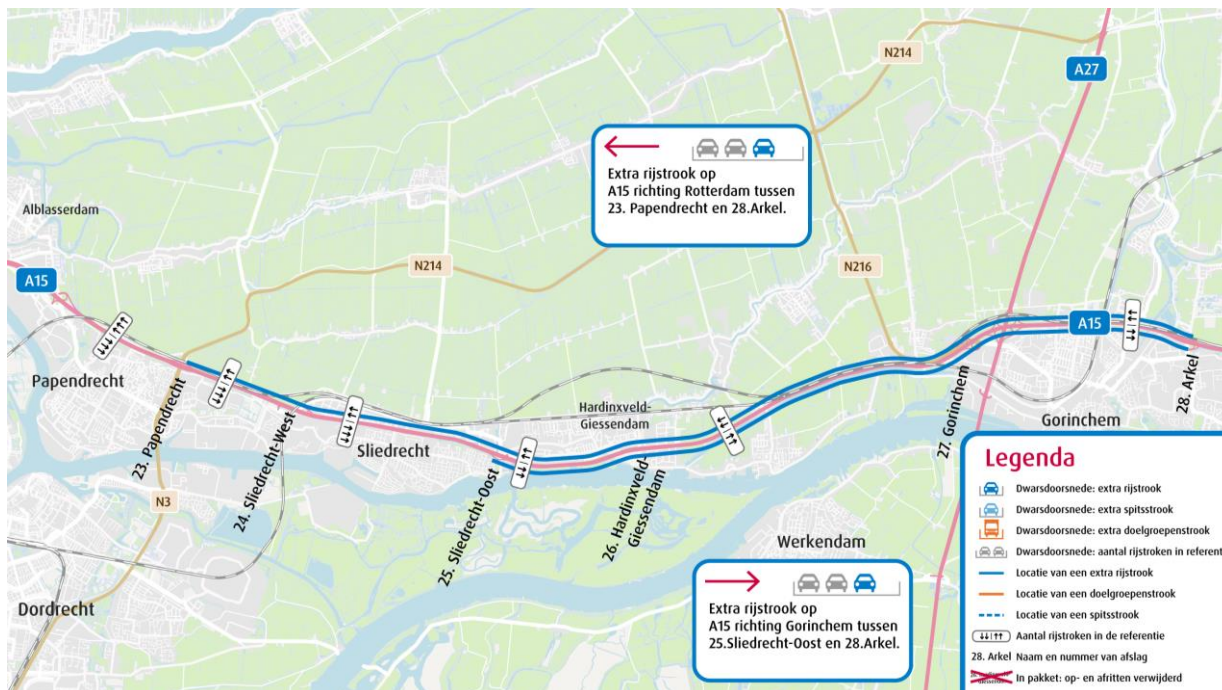 N214
A27
Extra rijstrook op
A15 richting Rotterdam tussen
23. Papendrecht en 28.Arkel.
Alblasserdam
A15
N214
N216
A15
Papendrecht
23. Papendrecht
24. Sliedrecht-West
Sliedrecht
25. Sliedrecht-Oost
Hardinxveld-
Giessendam
26. Hardinxveld-
Giessendam
27. Gorinchem
Gorinchem
28. Arkel
N3
Dordrecht
Werkendam
Extra rijstrook op
A15 richting Gorinchem tussen
25.Sliedrecht-Oost en 28.Arkel.
Legenda
Dwarsdoorsnede: extra rijstrook
Dwarsdoorsnede: extra spitsstrook
Dwarsdoorsnede: extra doelgroepenstrook
Dwarsdoorsnede: aantal rijstroken in referent
Locatie van een extra rijstrook
Locatie van een doelgroepenstrook
Locatie van een spitsstrook
Aantal rijstroken in de referentie
28. Arkel Naam en nummer van afslag
In pakket: op- en afritten verwijderd